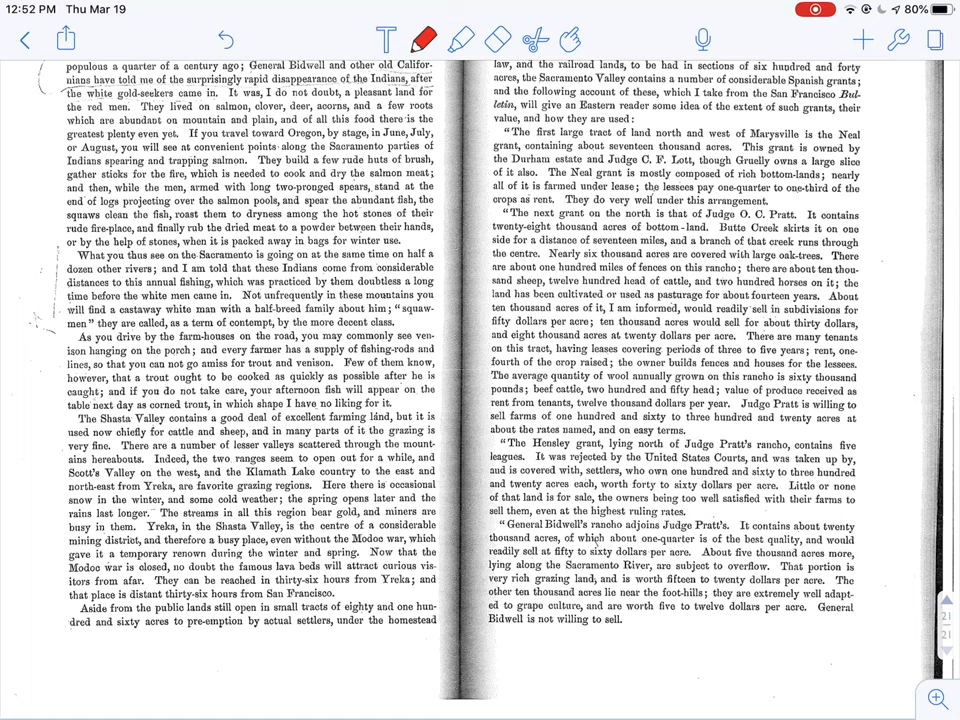 12:52 PM Thu Mar 19
80%
T
populous a quarter of a century ago; General Bidwell and other old Califor-
nians have told me of the surprisingly rapid disappearance of the Indians, after
the white gold-seekers came in. It was, I do not doubt, a pleasant land for
the red men. They lived on salmon, clover, deer, acorns, and a few roots
which are abundant on mountain and plain, and of all this food there is the
greatest plenty even yet. If you travel toward Oregon, by stage, in June, July,
or August, you will see at convenient points along the Sacramento parties of
Indians spearing and trapping salmon. They build a few rude huts of brush,
gather sticks for the fire, which is needed to cook and dry the salmon meat;
and then, while the men, armed with long two-pronged spears, stand at the
end of logs projecting over the salmon pools, and spear the abundant fish, the
squaws clean the fish, roast them to dryness among the hot stones of their
rude fire-place, and finally rub the dried meat to a powder between their hands,
or by the help of stones, when it is packed away in bags for winter use.
What you thus see on the Sacramento is going on at the same time on half a
dozen other rivers; and I am told that these Indians come from considerable
distances to this annual fishing, which was practiced by them doubtless a long
time before the white men came in. Not unfrequently in these mountains you
will find a castaway white man with a half-breed family about him; "squaw-
men" they are called, as a term of contempt, by the more decent class.
As you drive by the farm-houses on the road, you may commonly see ven-
ison hanging on the porch; and every farmer has a supply of fishing-rods and
lines, so that you can not go amiss for trout and venison. Few of them know,
however, that a trout ought to be cooked as quickly as possible after he is
caught; and if you do not take care, your afternoon fish will appear on the
table next day as corned trout, in which shape I have no liking for it.
The Shasta Valley contains a good deal of excellent farming land, but it is
used now chiefly for cattle and sheep, and in many parts of it the grazing is
very fine. There are a number of lesser valleys scattered through the mount-
ains hereabouts. Indeed, the two ranges seem to open out for a while, and
Scott's Valley on the west, and the Klamath Lake country to the east and
north-east from Yreka, are favorite grazing regions. Here there is occasional
snow in the winter, and some cold weather; the spring opens later and the
rains last longer. The streams in all this region bear gold, and miners are
busy in them. Yreka, in the Shasta Valley, is the centre of a considerable
mining district, and therefore a busy place, even without the Modoc war, which
gave it a temporary renown during the winter and spring. Now that the
Modoc war is closed, no doubt the famous lava beds will attract curious vis-
itors from afar. They can be reached in thirty-six hours from Yreka; and
that place is distant thirty-six hours from San Francisco.
Aside from the public lands still open in small tracts of eighty and one hun-
dred and sixty acres to pre-emption by actual settlers, under the homestead
law, and the railroad lands, to be had in sections of six hundred and forty
acres, the Sacramento Valley contains a number of considerable Spanish grants;
and the following account of these, which I take from the San Francisco Bul-
letin, will give an Eastern reader some idea of the extent of such grants, their
value, and how they are used:
"The first large tract of land north and west of Marysville is the Neal
grant, containing about seventeen thousand acres. This grant is owned by
the Durham estate and Judge C. F. Lott, though Gruelly owns a large slice
of it also. The Neal grant is mostly composed of rich bottom-lands; nearly
all of it is farmed under lease; the lessees pay one-quarter to one-third of the
crops as rent. They do very well under this arrangement.
"The next grant on the north is that of Judge O. C. Pratt. It contains
twenty-eight thousand acres of bottom-land. Butte Creek skirts it on one
side for a distance of seventeen miles, and a branch of that creek runs through
the centre. Nearly six thousand acres are covered with large oak-trees. There
are about one hundred miles of fences on this rancho; there are about ten thou-
sand sheep, twelve hundred head of cattle, and two hundred horses on it; the
land has been cultivated or used as pasturage for about fourteen years. About
ten thousand acres of it, I am informed, would readily sell in subdivisions for
fifty dollars per acre; ten thousand acres would sell for about thirty dollars,
and eight thousand acres at twenty dollars per acre. There are many tenants
on this tract, having leases covering periods of three to five years; rent, one-
fourth of the crop raised; the owner builds fences and houses for the lessees.
The average quantity of wool annually grown on this rancho is sixty thousand
pounds; beef cattle, two hundred and fifty head; value of produce received as
rent from tenants, twelve thousand dollars per year. Judge Pratt is willing to
sell farms of one hundred and sixty to three hundred and twenty acres at
about the rates named, and on easy terms.
"The Hensley grant, lying north of Judge Pratt's rancho, contains five
leagues. It was rejected by the United States Courts, and was taken up by,
and is covered with, settlers, who own one hundred and sixty to three hundred
and twenty acres each, worth forty to sixty dollars per acre. Little or none
of that land is for sale, the owners being too well satisfied with their farms to
sell them, even at the highest ruling rates.
"General Bidwell's rancho adjoins Judge Pratt's. It contains about twenty
thousand acres, of which about one-quarter is of the best quality, and would
readily sell at fifty to sixty dollars per acre. About five thousand acres more,
lying along the Sacramento River, are subject to overflow. That portion is
very rich grazing land, and is worth fifteen to twenty dollars per acre. The
other ten thousand acres lie near the foot-hills; they are extremely well adapt-
ed to grape culture, and are worth five to twelve dollars per acre. General
Bidwell is not willing to sell.
21
21